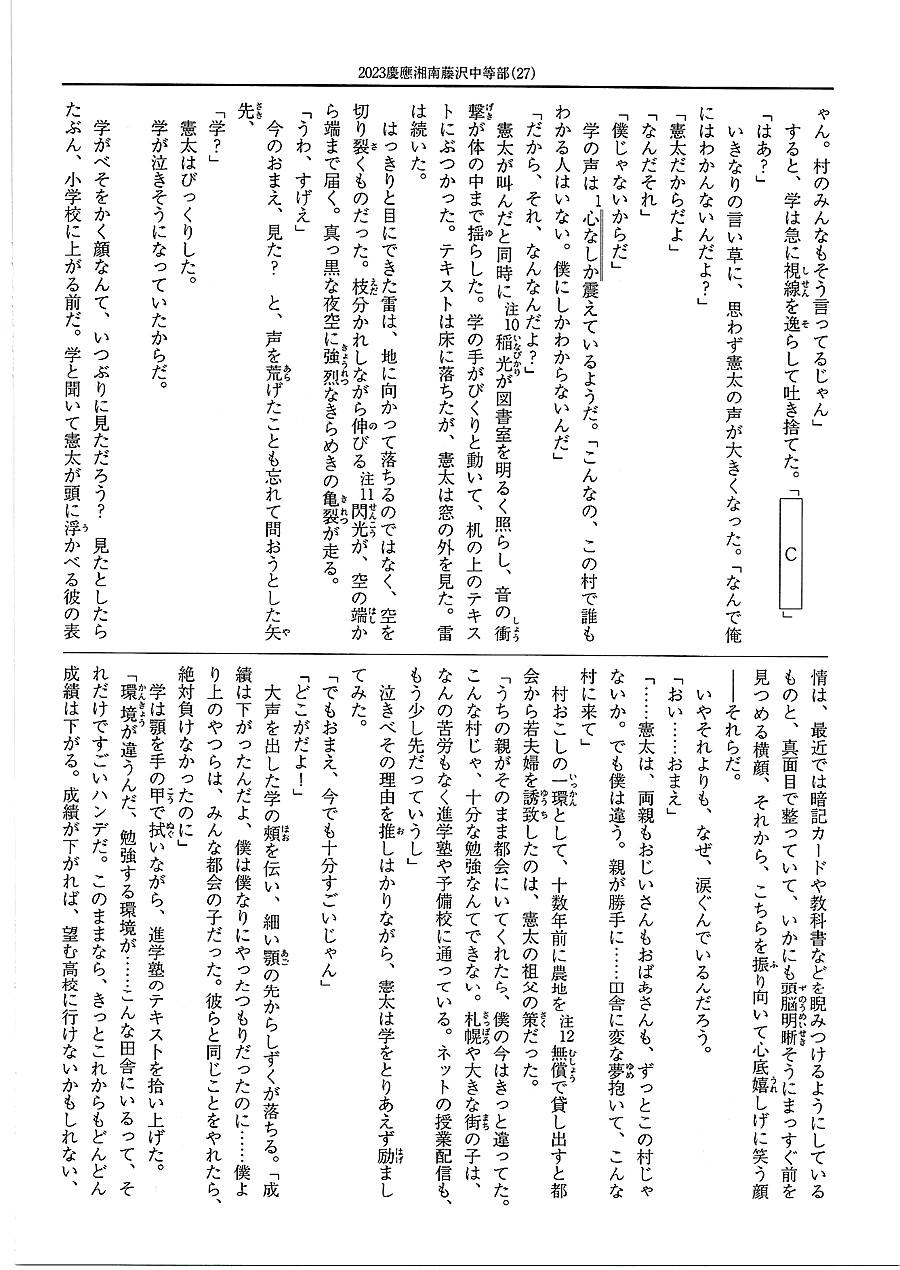 2023慶應湘南藤沢中等部(27)
ゃん。村のみんなもそう言ってるじゃん」
すると、学は急に視線を逸らして吐き捨てた。「 C 」
「はあ？」
いきなりの言い草に、思わず憲太の声が大きくなった。「なんで俺
にはわかんないんだよ？」
「憲太だからだよ」
「なんだそれ」
「僕じゃないからだ」
学の声は1心なしか震えているようだ。「こんなの、この村で誰も
わかる人はいない。僕にしかわからないんだ」
「だから、それ、なんなんだよ？」
憲太が叫んだと同時に注10稲光が図書室を明るく照らし、音の衝
撃が体の中まで揺らした。学の手がびくりと動いて、机の上のテキス
トにぶつかった。テキストは床に落ちたが、憲太は窓の外を見た。雷
は続いた。
はっきりと目にできた雷は、地に向かって落ちるのではなく、空を
切り裂くものだった。枝分かれしながら伸びる注11閃光が、空の端か
ら端まで届く。真っ黒な夜空に強烈なきらめきの亀裂が走る。
「うわ、すげえ」
今のおまえ、見た？　と、声を荒げたことも忘れて問おうとした矢
先、
「学？」
憲太はびっくりした。
学が泣きそうになっていたからだ。
学がべそをかく顔なんて、いつぶりに見ただろう？　見たとしたら
たぶん、小学校に上がる前だ。学と聞いて憲太が頭に浮かべる彼の表
情は、最近では暗記カードや教科書などを睨みつけるようにしている
ものと、真面目で整っていて、いかにも頭脳明晰そうにまっすぐ前を
見つめる横顔、それから、こちらを振り向いて心底嬉しげに笑う顔
――それらだ。
いやそれよりも、なぜ、涙ぐんでいるんだろう。
「おい……おまえ」
「……憲太は、両親もおじいさんもおばあさんも、ずっとこの村じゃ
ないか。でも僕は違う。親が勝手に……田舎に変な夢抱いて、こんな
村に来て」
村おこしの一環として、十数年前に農地を注12無償で貸し出すと都
会から若夫婦を誘致したのは、憲太の祖父の策だった。
「うちの親がそのまま都会にいてくれたら、僕の今はきっと違ってた。
こんな村じゃ、十分な勉強なんてできない。札幌や大きな街の子は、
なんの苦労もなく進学塾や予備校に通っている。ネットの授業配信も、
もう少し先だっていうし」
泣きべその理由を推しはかりながら、憲太は学をとりあえず励まし
てみた。
「でもおまえ、今でも十分すごいじゃん」
「どこがだよ！」
大声を出した学の頬を伝い、細い顎の先からしずくが落ちる。「成
績は下がったんだよ、僕は僕なりにやったつもりだったのに……僕よ
り上のやつらは、みんな都会の子だった。彼らと同じことをやれたら、
絶対負けなかったのに」
学は顎を手の甲で拭いながら、進学塾のテキストを拾い上げた。
「環境が違うんだ、勉強する環境が……こんな田舎にいるって、そ
れだけですごいハンデだ。このままなら、きっとこれからもどんどん
成績は下がる。成績が下がれば、望む高校に行けないかもしれない、